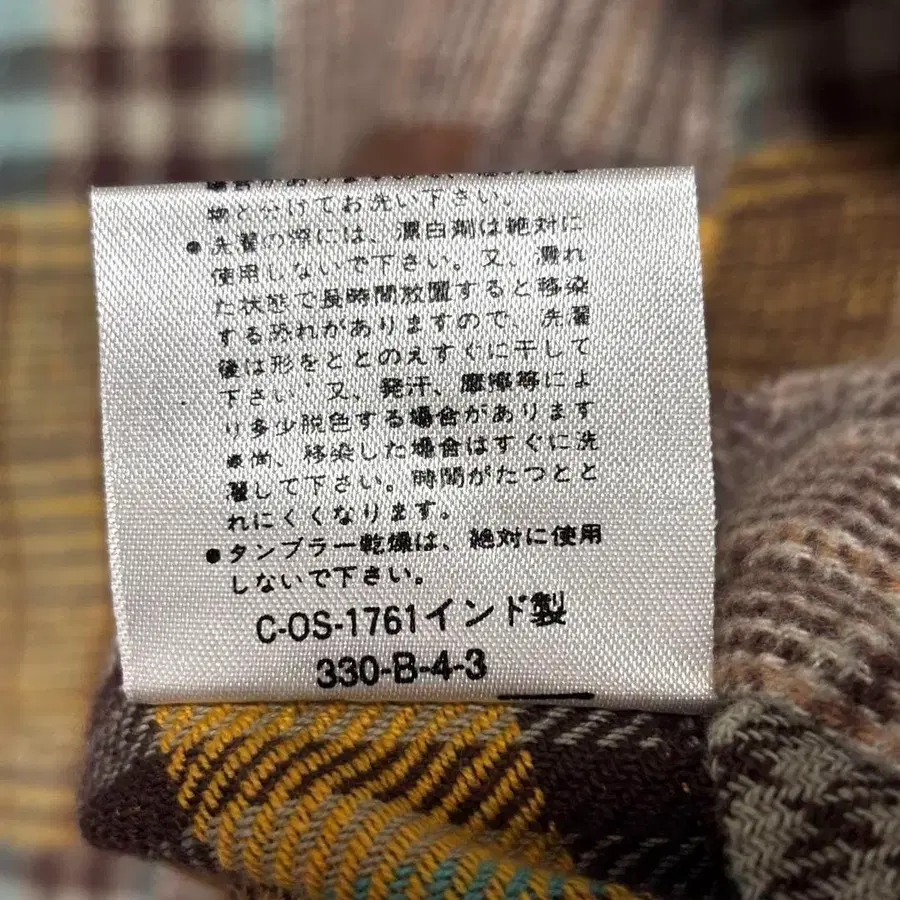 物と分けてお洗い下さい。
●洗濯の際には、漂白剤は絶対に
使用しないで下さい。又、濡れ
た状態で長時間放置すると移染
する恐れがありますので、洗濯
後は形をととのえすぐに干して
下さい。又、発汗、摩擦等によ
り多少脱色する場合があります
●尚、移染した場合はすぐに洗
濯して下さい。時間がたつとと
れにくくなります。
●タンブラー乾燥は、絶対に使用
しないで下さい。
C-OS-1761インド製
330-B-4-3